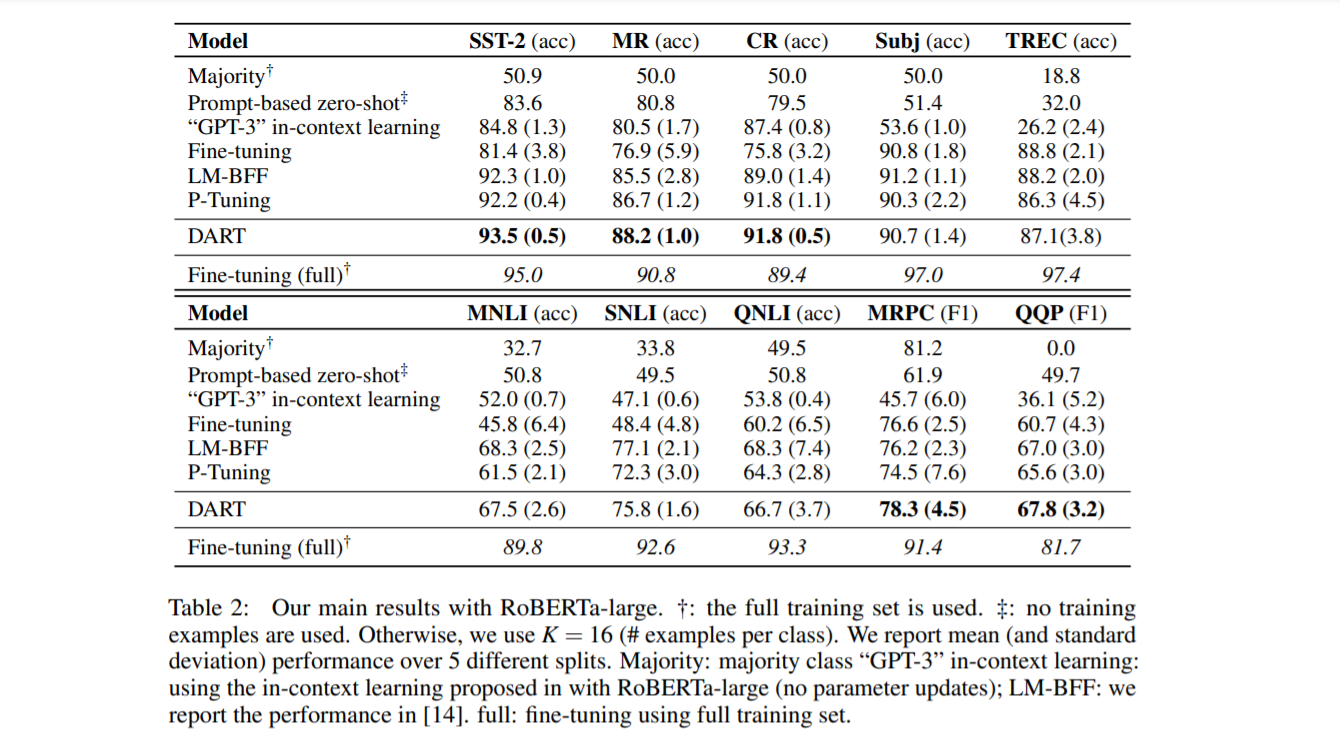 Model SST-2 (acc) MR (acc) CR (acc) Subj (acc) TREC (acc)
Majority† 50.9 50.0 50.0 50.0 18.8
Prompt-based zero-shot‡ 83.6 80.8 79.5 51.4 32.0
“GPT-3” in-context learning 84.8 (1.3) 80.5 (1.7) 87.4 (0.8) 53.6 (1.0) 26.2 (2.4)
Fine-tuning 81.4 (3.8) 76.9 (5.9) 75.8 (3.2) 90.8 (1.8) 88.8 (2.1)
LM-BFF 92.3 (1.0) 85.5 (2.8) 89.0 (1.4) 91.2 (1.1) 88.2 (2.0)
P-Tuning 92.2 (0.4) 86.7 (1.2) 91.8 (1.1) 90.3 (2.2) 86.3 (4.5)
DART 93.5 (0.5) 88.2 (1.0) 91.8 (0.5) 90.7 (1.4) 87.1(3.8)
Fine-tuning (full)† 95.0 90.8 89.4 97.0 97.4
Model MNLI (acc) SNLI (acc) QNLI (acc) MRPC (F1) QQP (F1)
Majority† 32.7 33.8 49.5 81.2 0.0
Prompt-based zero-shot‡ 50.8 49.5 50.8 61.9 49.7
“GPT-3” in-context learning 52.0 (0.7) 47.1 (0.6) 53.8 (0.4) 45.7 (6.0) 36.1 (5.2)
Fine-tuning 45.8 (6.4) 48.4 (4.8) 60.2 (6.5) 76.6 (2.5) 60.7 (4.3)
LM-BFF 68.3 (2.5) 77.1 (2.1) 68.3 (7.4) 76.2 (2.3) 67.0 (3.0)
P-Tuning 61.5 (2.1) 72.3 (3.0) 64.3 (2.8) 74.5 (7.6) 65.6 (3.0)
DART 67.5 (2.6) 75.8 (1.6) 66.7 (3.7) 78.3 (4.5) 67.8 (3.2)
Fine-tuning (full)† 89.8 92.6 93.3 91.4 81.7
Table 2: Our main results with RoBERTa-large. †: the full training set is used. ‡: no training
examples are used. Otherwise, we use K = 16 (# examples per class). We report mean (and standard
deviation) performance over 5 different splits. Majority: majority class “GPT-3” in-context learning:
using the in-context learning proposed in with RoBERTa-large (no parameter updates); LM-BFF: we
report the performance in [14]. full: fine-tuning using full training set.